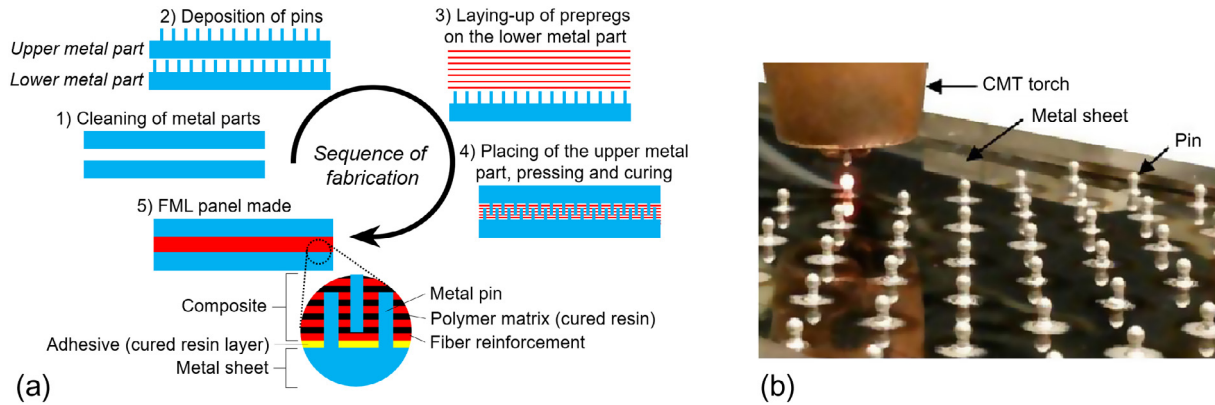 2) Deposition of pins
Upper metal part
Lower metal part
1) Cleaning of metal parts
Sequence of
fabrication
3) Laying-up of prepregs
on the lower metal part
4) Placing of the upper metal
part, pressing and curing
5) FML panel made
Composite
Adhesive (cured resin layer)
Metal sheet
Metal pin
Polymer matrix (cured resin)
Fiber reinforcement
(a)
CMT torch
Metal sheet
Pin
(b)